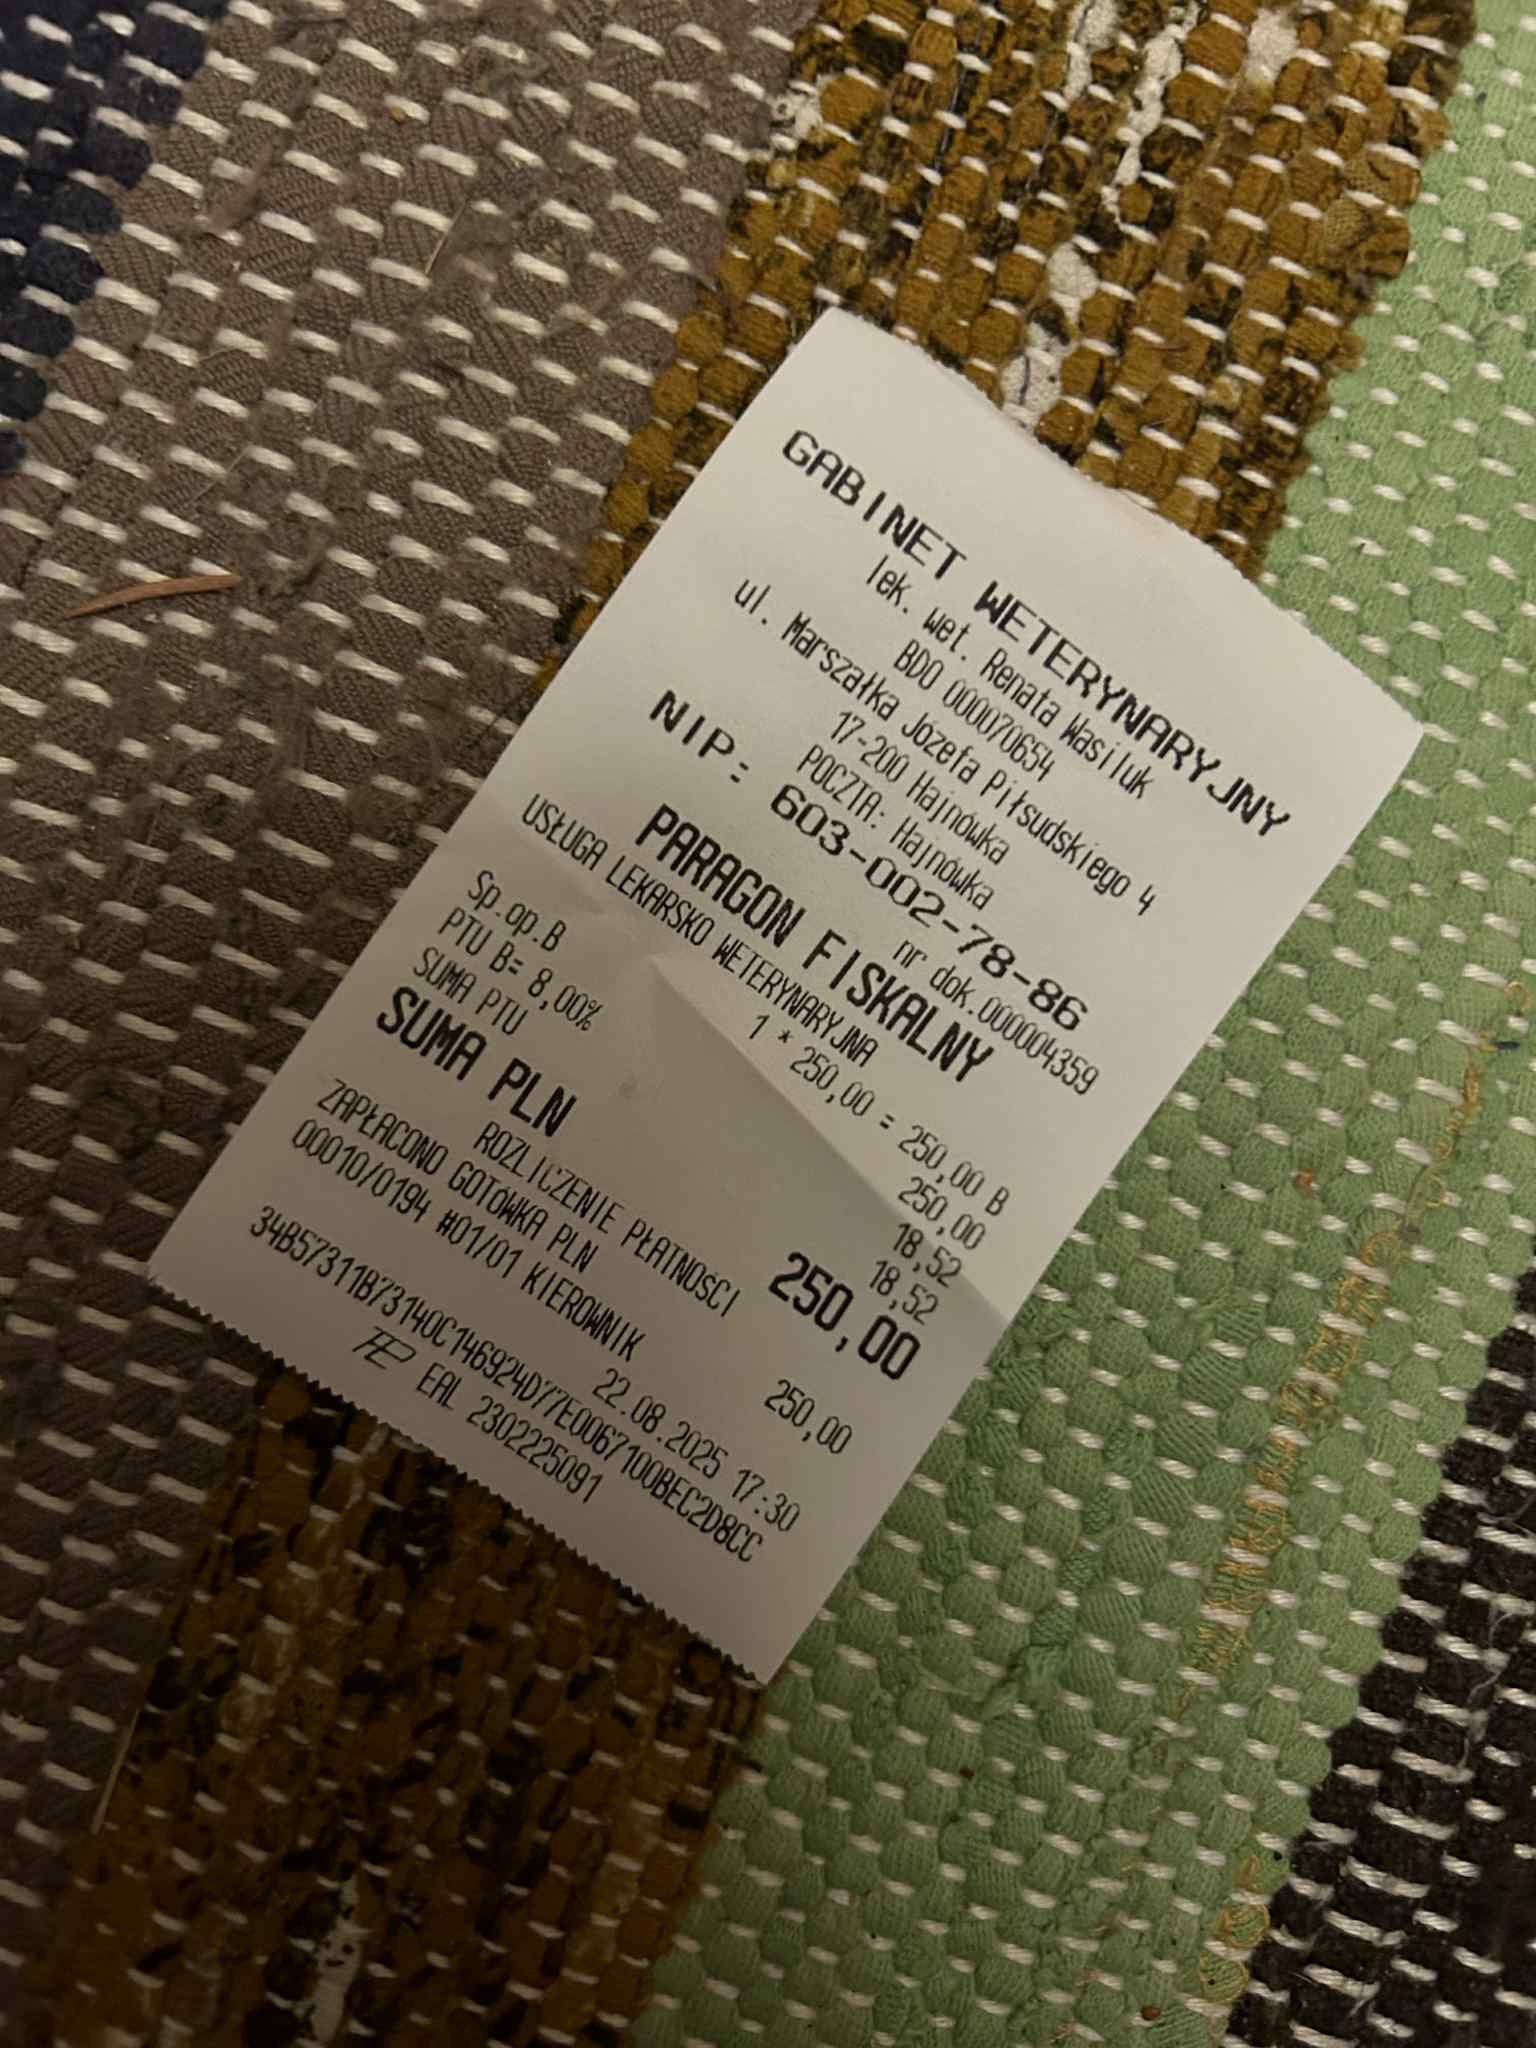 GABINET WETERYNARYJNY
lek. wet. Renata Wasiluk
BDO 000070654
ul. Marszałka Józefa Piłsudskiego 4
17-200 Hajnówka
POCZTA: Hajnówka
NIP: 603-002-78-86
nr dok.000004359
PARAGON FISKALNY
USŁUGA LEKARSKO WETERYNARYJNA
1 * 250,00 = 250,00 B
Sp.op.B 250,00
PTU B= 8,00% 18,52
SUMA PTU 18,52
SUMA PLN 250,00
ROZLICZENIE PŁATNOŚCI
ZAPŁACONO GOTÓWKA PLN 250,00
00010/0194 #01/01 KIEROWNIK 22.08.2025 17:30
34B57311B73140C146924D77E0067100BEC2D8CC
EAL 2302225091